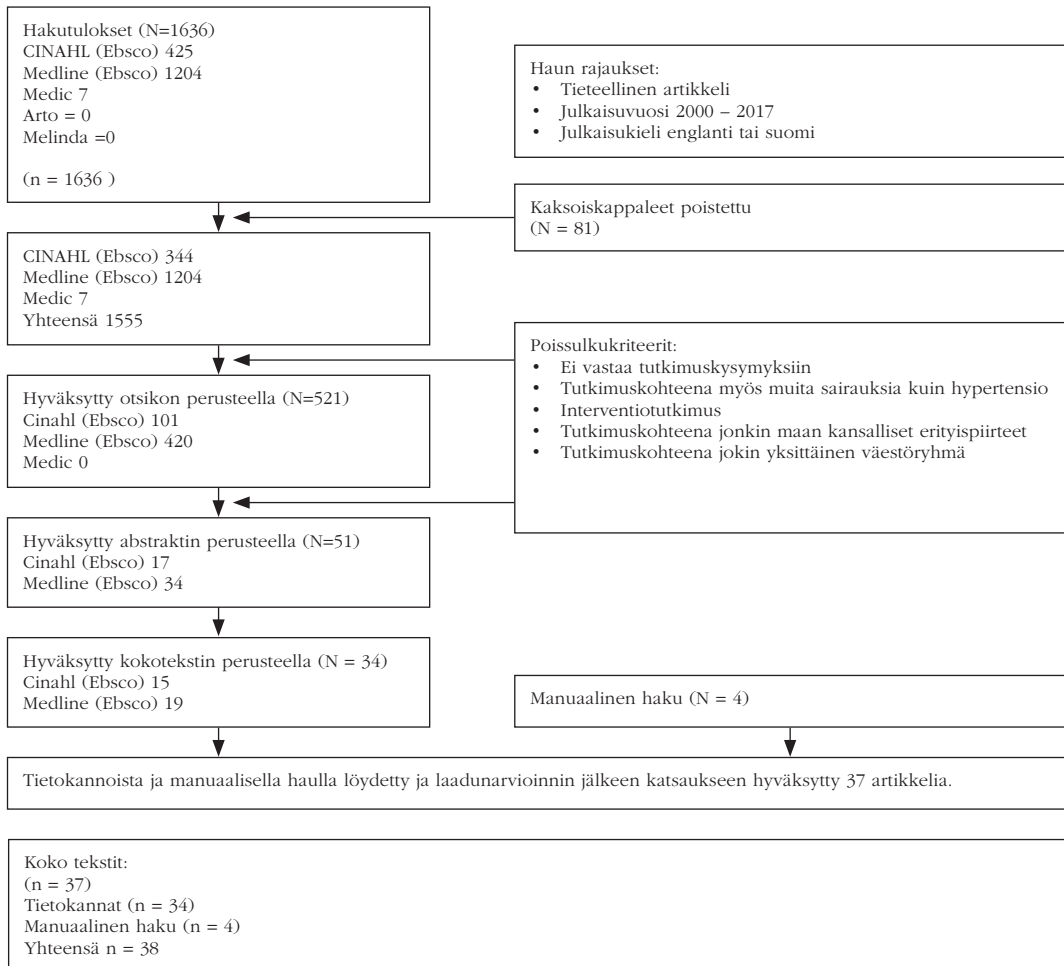 Hakutulokset (N=1636)
CINAHL (Ebsco) 425
Medline (Ebsco) 1204
Medic 7
Arto = 0
Melinda =0
(n = 1636 )
Haun rajaukset:
• Tieteellinen artikkeli
• Julkaisuvuosi 2000 – 2017
• Julkaisukieli englanti tai suomi
Kaksoiskappaleet poistettu
(N = 81)
CINAHL (Ebsco) 344
Medline (Ebsco) 1204
Medic 7
Yhteensä 1555
Poissulkukriteerit:
• Ei vastaa tutkimuskysymyksiin
• Tutkimuskohteena myös muita sairauksia kuin hypertensio
• Interventiotutkimus
• Tutkimuskohteena jonkin maan kansalliset erityispiirteet
• Tutkimuskohteena jokin yksittäinen väestöryhmä
Hyväksytty otsikon perusteella (N=521)
Cinahl (Ebsco) 101
Medline (Ebsco) 420
Medic 0
Hyväksytty abstraktin perusteella (N=51)
Cinahl (Ebsco) 17
Medline (Ebsco) 34
Hyväksytty kokotekstin perusteella (N = 34)
Cinahl (Ebsco) 15
Medline (Ebsco) 19
Manuaalinen haku (N = 4)
Tietokannoista ja manuaalisella haulla löydetty ja laadunarvioinnin jälkeen katsaukseen hyväksytty 37 artikkelia.
Koko tekstit:
(n = 37)
Tietokannat (n = 34)
Manuaalinen haku (n = 4)
Yhteensä n = 38